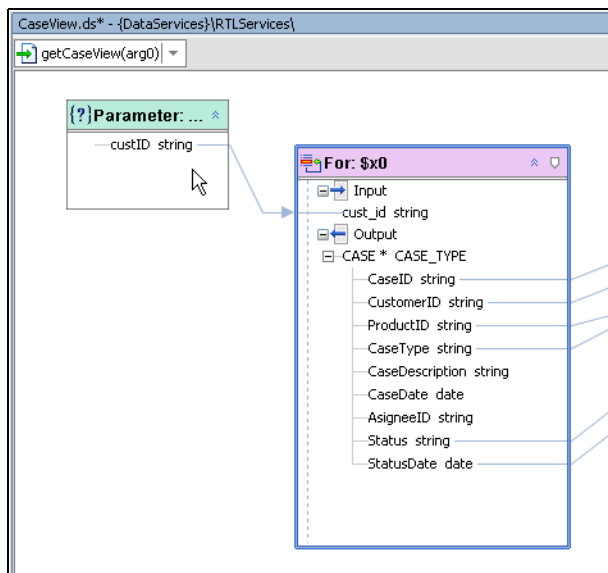 CaseView.ds* - {DataServices}\RTLServices\
getCaseView(arg0)
{?}Parameter: ...
custID string
For: $x0
Input
cust_id string
Output
CASE * CASE_TYPE
CaseID string
CustomerID string
ProductID string
CaseType string
CaseDescription string
CaseDate date
AsigneeID string
Status string
StatusDate date